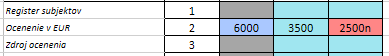 Register subjektov 1
Ocenenie v EUR 2 6000 3500 2500n
Zdroj ocenenia 3